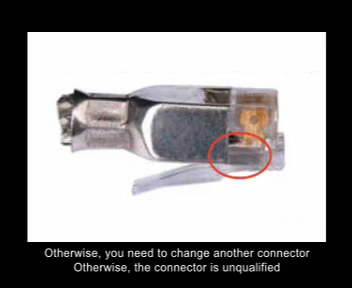 Otherwise, you need to change another connector
Otherwise, the connector is unqualified